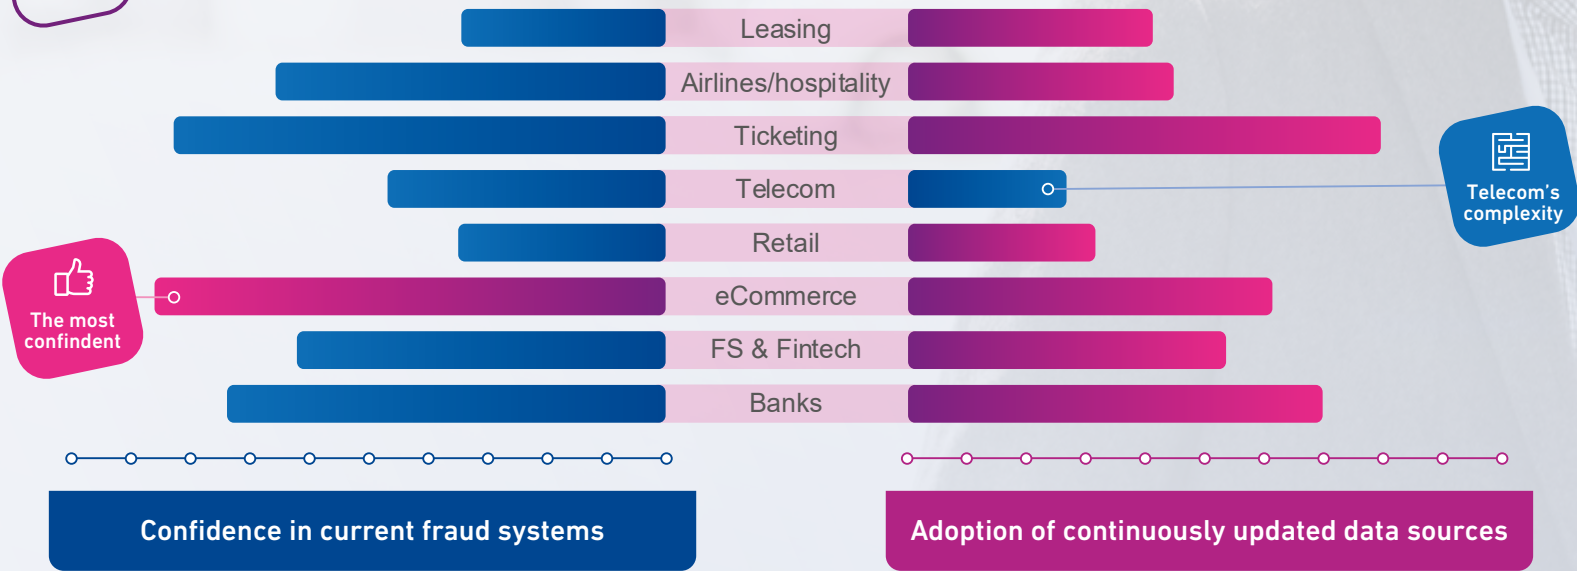 Leasing
Airlines/hospitality
Ticketing
Telecom
Telecom's
complexity
Retail
eCommerce
The most
confindent
FS & Fintech
Banks
Confidence in current fraud systems
Adoption of continuously updated data sources